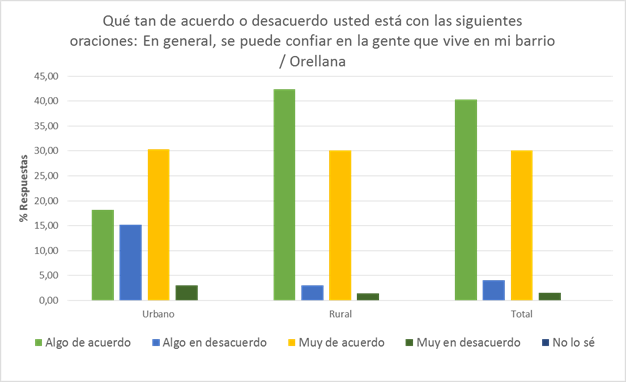 Qué tan de acuerdo o desacuerdo usted está con las siguientes
oraciones: En general, se puede confiar en la gente que vive en mi barrio
/ Orellana
45,00
40,00
35,00
30,00
25,00
20,00
15,00
10,00
5,00
0,00
% Respuestas
Urbano Rural Total
Algo de acuerdo Algo en desacuerdo Muy de acuerdo Muy en desacuerdo No lo sé